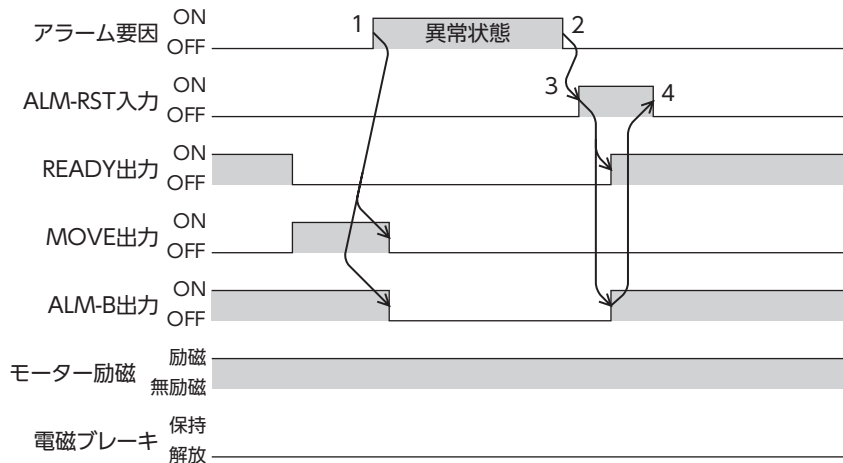 アラーム要因 ON OFF 1 異常状態 2
ALM-RST入力 ON OFF 3 4
READY出力 ON OFF
MOVE出力 ON OFF
ALM-B出力 ON OFF
モーター励磁 励磁 無励磁
電磁ブレーキ 保持 解放